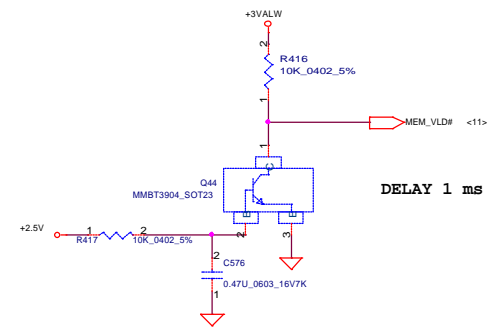 +3VALW
2
R416
10K_0402_5%
1
MEM_VLD# <11>
1
C
Q44
MMBT3904_SOT23
DELAY 1 ms
B
E
2
3
+2.5V
1
2
R417
10K_0402_5%
2
C576
0.47U_0603_16V7K
1